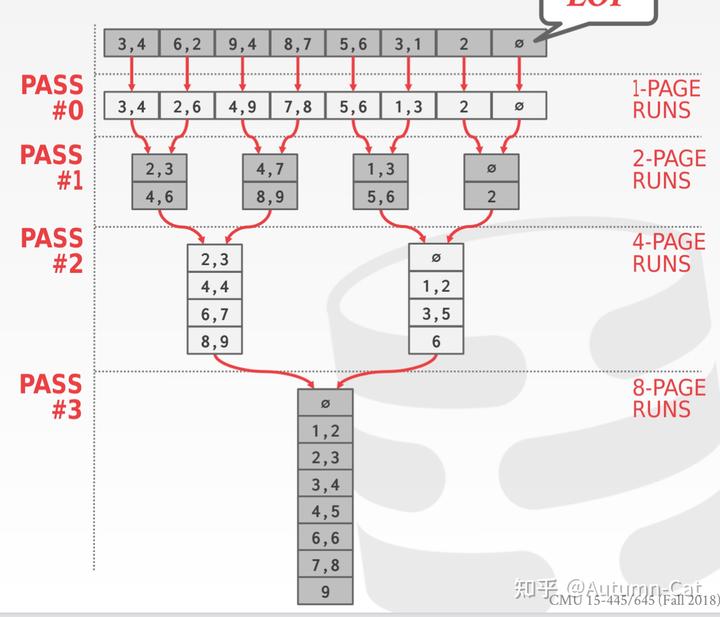 EOF
3,4 6,2 9,4 8,7 5,6 3,1 2 ∅
PASS
#0
3,4 2,6 4,9 7,8 5,6 1,3 2 ∅
1-PAGE
RUNS
PASS
#1
2,3 4,7 1,3 ∅
4,6 8,9 5,6 2
2-PAGE
RUNS
PASS
#2
2,3 ∅
4,4 1,2
6,7 3,5
8,9 6
4-PAGE
RUNS
PASS
#3
∅
1,2
2,3
3,4
4,5
6,6
7,8
9
8-PAGE
RUNS
知乎 @Autumn-Cat
CMU 15-445/645 (Fall 2018)